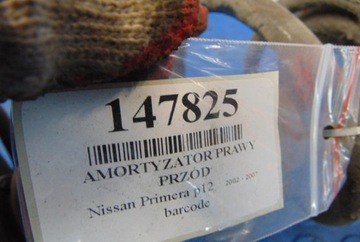 147825
AMORTYZATOR PRAWY
PRZÓD
Nissan Primera p12 2002 - 2007
barcode